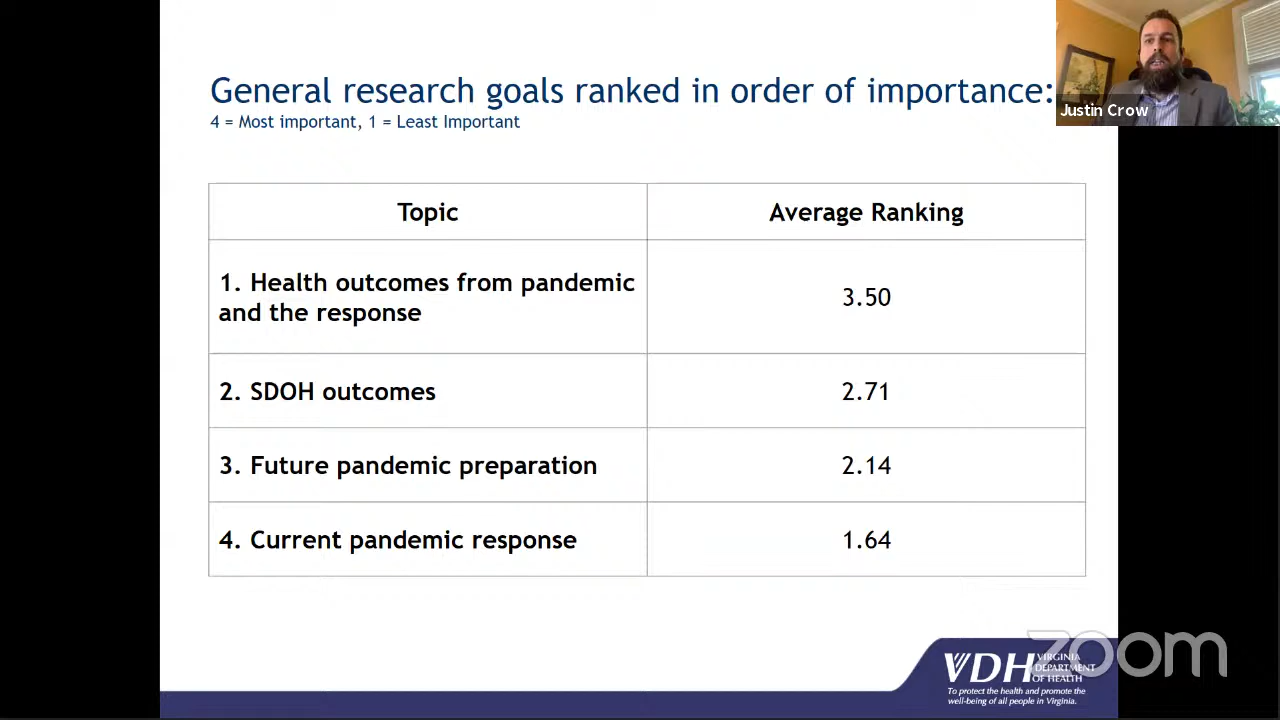 General research goals ranked in order of importance:
4 = Most important, 1 = Least Important
Justin Crow
Topic
Average Ranking
1. Health outcomes from pandemic
and the response
3.50
2. SDOH outcomes
2.71
3. Future pandemic preparation
2.14
4. Current pandemic response
1.64
zoom
VDH
VIRGINIA
DEPARTMENT
OF HEALTH
To protect the health and promote the
well-being of all people in Virginia.